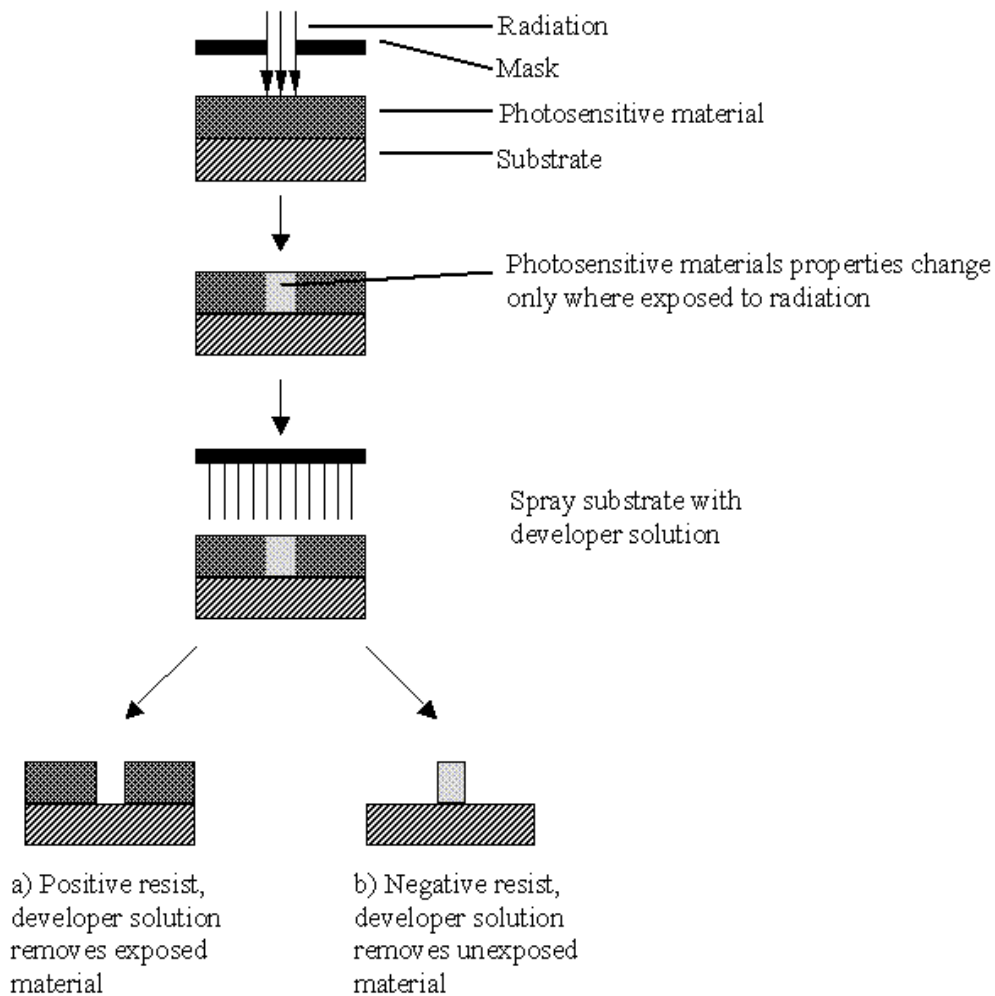 Radiation
Mask
Photosensitive material
Substrate
Photosensitive materials properties change
only where exposed to radiation
Spray substrate with
developer solution
a) Positive resist,
developer solution
removes exposed
material
b) Negative resist,
developer solution
removes unexposed
material